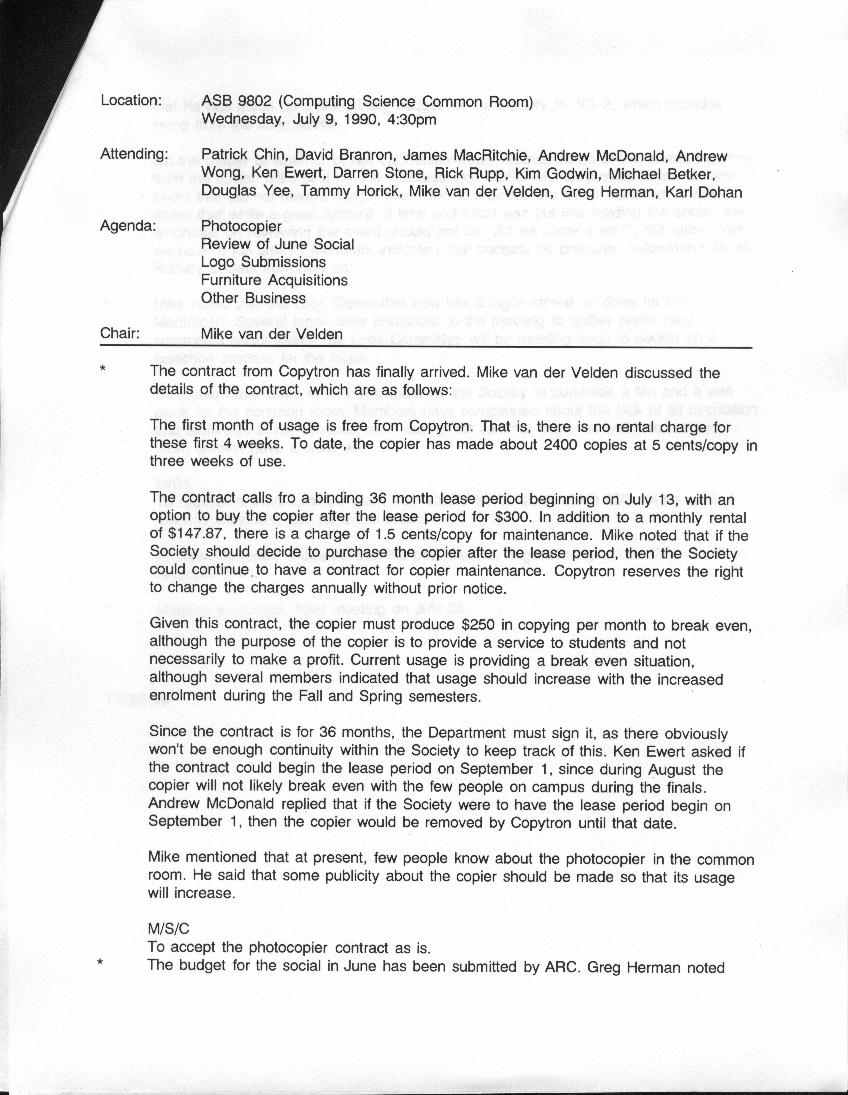 Location: ASB 9802 (Computing Science Common Room)
Wednesday, July 9, 1990, 4:30pm
Attending: Patrick Chin, David Branron, James MacRitchie, Andrew McDonald, Andrew
Wong, Ken Ewert, Darren Stone, Rick Rupp, Kim Godwin, Michael Betker,
Douglas Yee, Tammy Horick, Mike van der Velden, Greg Herman, Karl Dohan
Agenda: Photocopier
Review of June Social
Logo Submissions
Furniture Acquisitions
Other Business
Chair: Mike van der Velden
* The contract from Copytron has finally arrived. Mike van der Velden discussed the
details of the contract, which are as follows:
The first month of usage is free from Copytron. That is, there is no rental charge for
these first 4 weeks. To date, the copier has made about 2400 copies at 5 cents/copy in
three weeks of use.
The contract calls fro a binding 36 month lease period beginning on July 13, with an
option to buy the copier after the lease period for $300. In addition to a monthly rental
of $147.87, there is a charge of 1.5 cents/copy for maintenance. Mike noted that if the
Society should decide to purchase the copier after the lease period, then the Society
could continue to have a contract for copier maintenance. Copytron reserves the right
to change the charges annually without prior notice.
Given this contract, the copier must produce $250 in copying per month to break even,
although the purpose of the copier is to provide a service to students and not
necessarily to make a profit. Current usage is providing a break even situation,
although several members indicated that usage should increase with the increased
enrolment during the Fall and Spring semesters.
Since the contract is for 36 months, the Department must sign it, as there obviously
won't be enough continuity within the Society to keep track of this. Ken Ewert asked if
the contract could begin the lease period on September 1, since during August the
copier will not likely break even with the few people on campus during the finals.
Andrew McDonald replied that if the Society were to have the lease period begin on
September 1, then the copier would be removed by Copytron until that date.
Mike mentioned that at present, few people know about the photocopier in the common
room. He said that some publicity about the copier should be made so that its usage
will increase.
M/S/C
To accept the photocopier contract as is.
* The budget for the social in June has been submitted by ARC. Greg Herman noted